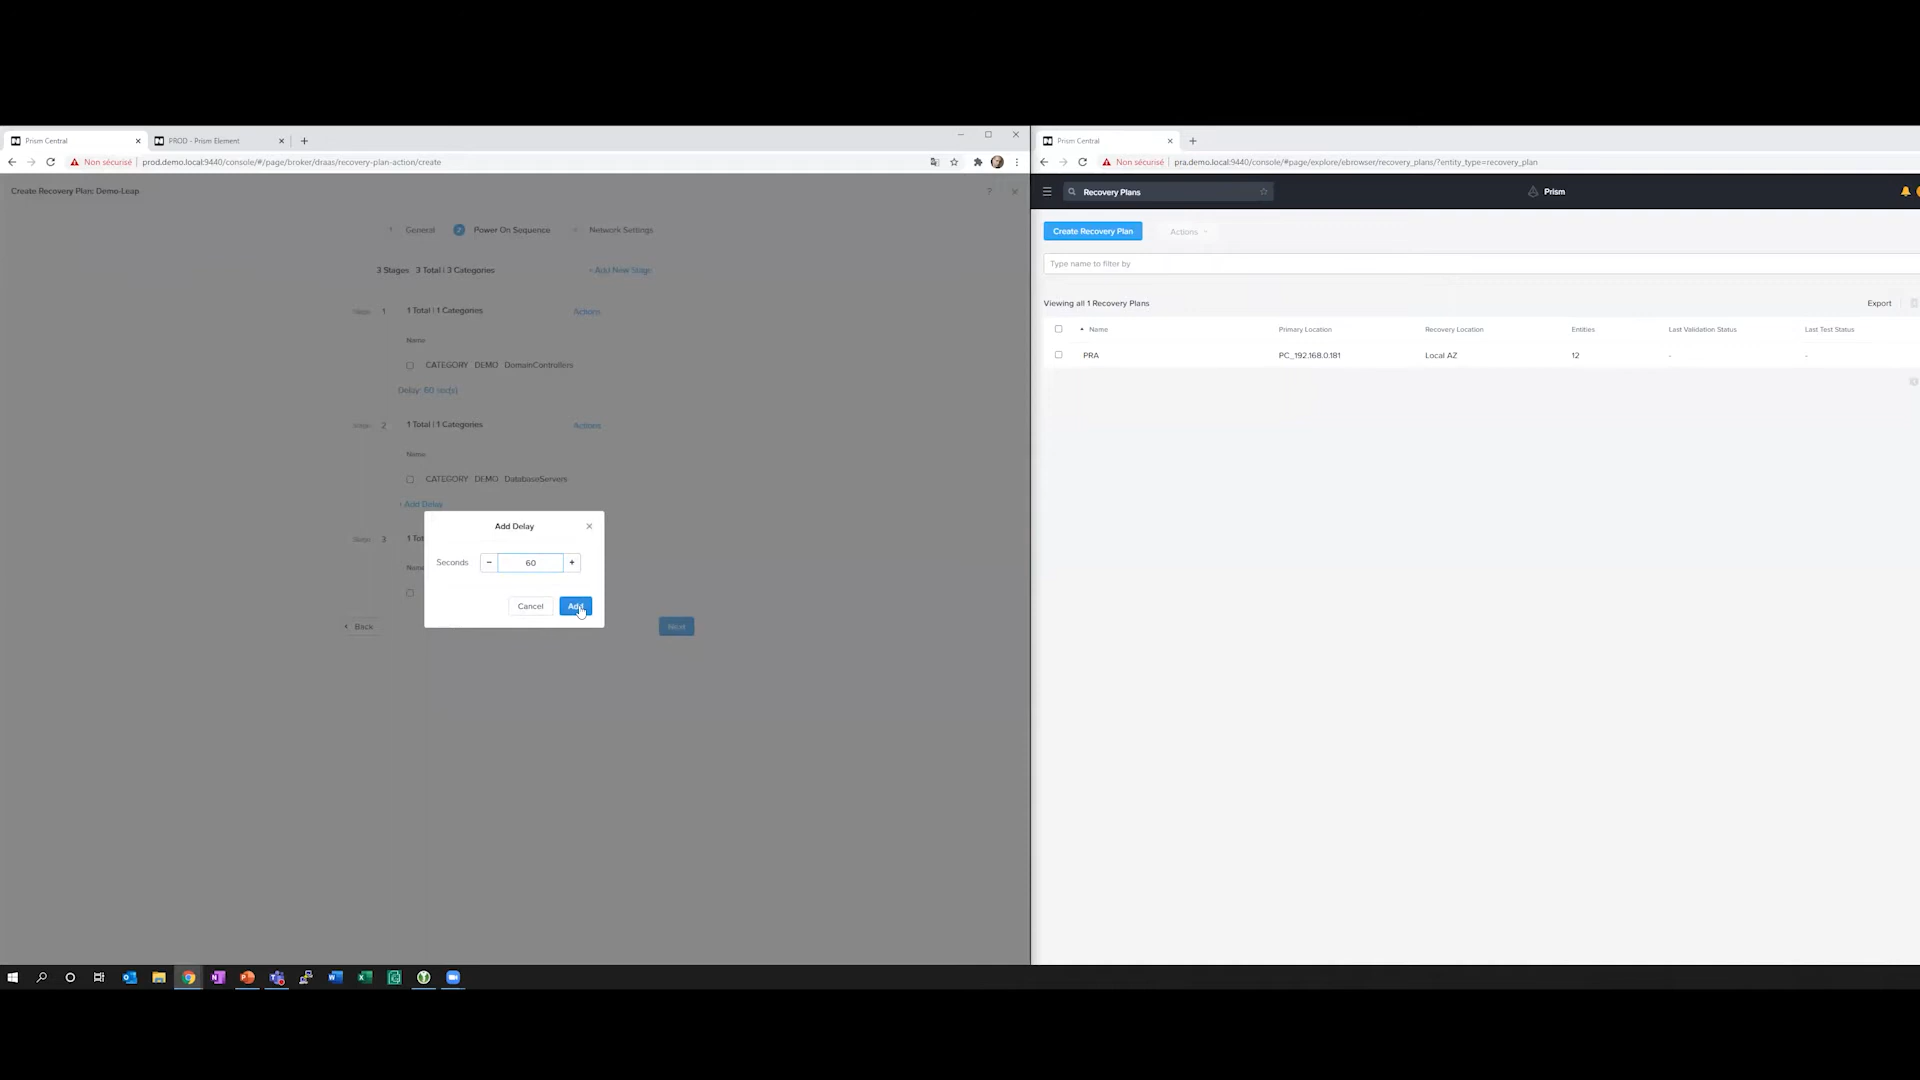 Prism Central
PROD - Prism Element
Non sécurisé prod.demo.local:9440/console/#/page/broker/draas/recovery-plan-action/create
Create Recovery Plan: Demo-Leap
?
1 General 2 Power On Sequence Network Settings
3 Stages 3 Total | 3 Categories + Add New Stage
Stage 1 1 Total | 1 Categories Actions
Name
CATEGORY DEMO DomainControllers
Delay: 60 sec(s)
Stage 2 1 Total | 1 Categories Actions
Name
CATEGORY DEMO DatabaseServers
+ Add Delay
Stage 3 1 Tot
Name
Add Delay
Seconds - 60 +
Cancel Add
Back Next
Prism Central
Non sécurisé pra.demo.local:9440/console/#page/explore/ebrowser/recovery_plans/?entity_type=recovery_plan
Recovery Plans
Prism
Create Recovery Plan Actions
Type name to filter by
Viewing all 1 Recovery Plans Export
Name Primary Location Recovery Location Entities Last Validation Status Last Test Status
PRA PC_192.168.0.181 Local AZ 12 - -